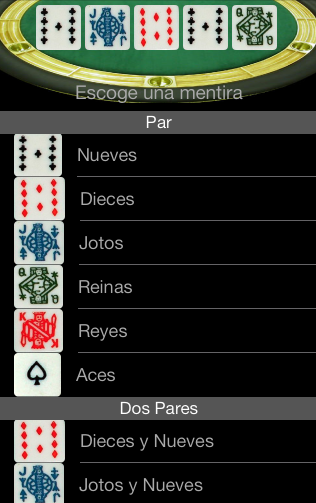 Escoge una mentira
Par
Nueves
Dieces
Jotos
Reinas
Reyes
Aces
Dos Pares
Dieces y Nueves
Jotos y Nueves